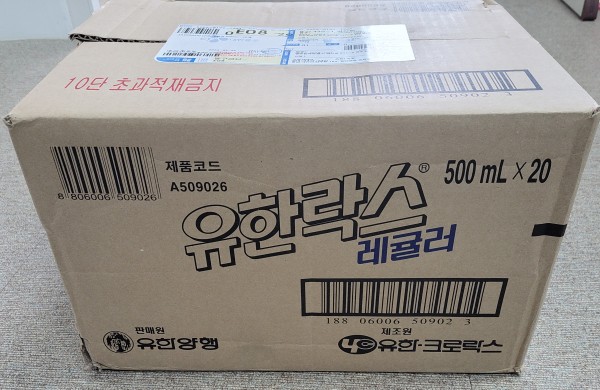 0E08
10단 초과적재금지
188 06006 50902 3
제품코드
A509026
8 806006 509026
유한락스® 500 mL × 20
레귤러
188 06006 50902 3
판매원
유한양행
제조원
유한-크로락스